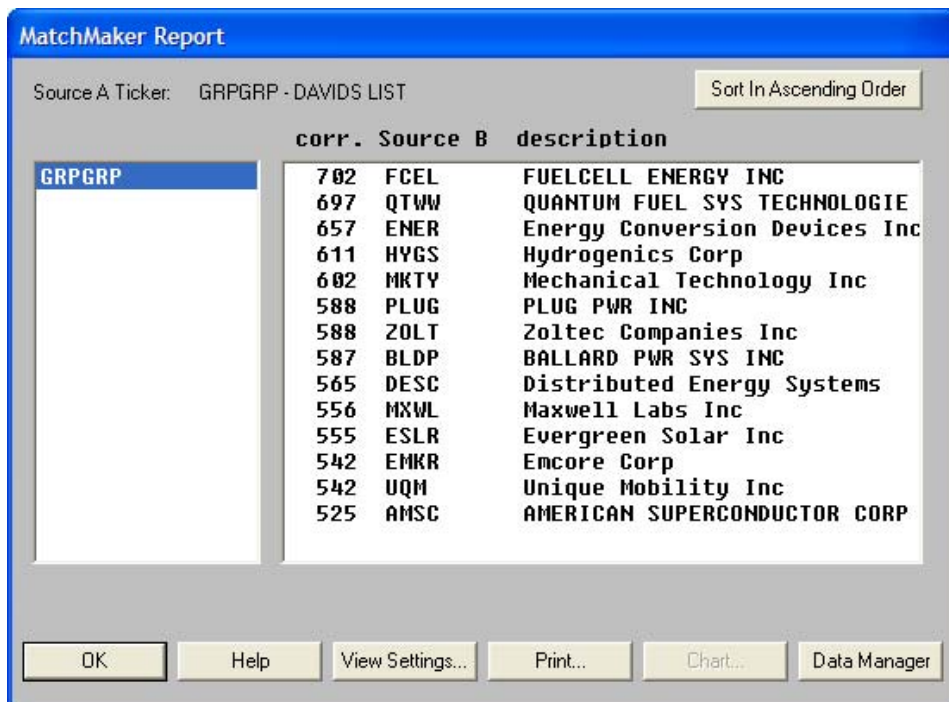 MatchMaker Report
Source A Ticker: GRPGRP - DAVIDS LIST
Sort In Ascending Order
corr. Source B description
GRPGRP
702 FCEL FUELCELL ENERGY INC
697 QTWW QUANTUM FUEL SYS TECHNOLOGIE
657 ENER Energy Conversion Devices Inc
611 HYGS Hydrogenics Corp
602 MKTY Mechanical Technology Inc
588 PLUG PLUG PWR INC
588 ZOLT Zoltec Companies Inc
587 BLDP BALLARD PWR SYS INC
565 DESC Distributed Energy Systems
556 MXWL Maxwell Labs Inc
555 ESLR Evergreen Solar Inc
542 EMKR Emcore Corp
542 UQM Unique Mobility Inc
525 AMSC AMERICAN SUPERCONDUCTOR CORP
OK Help View Settings... Print... Chart... Data Manager